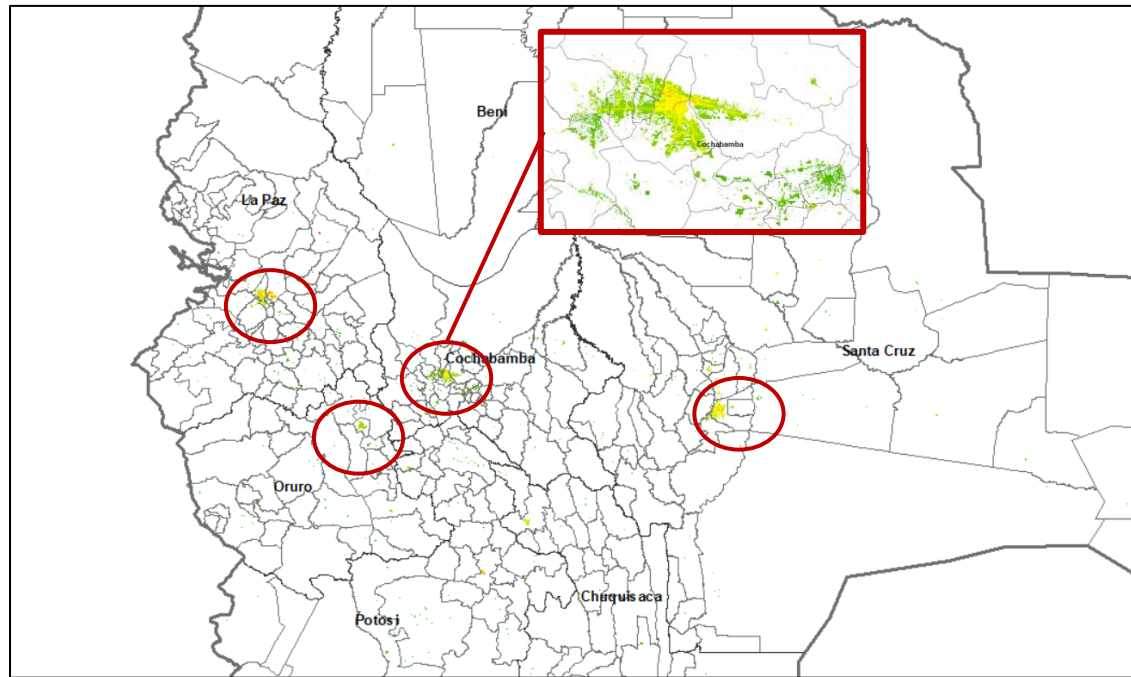 Beni
Cochabamba
La Paz
Cochabamba
Santa Cruz
Oruro
Chuquisaca
Potosi